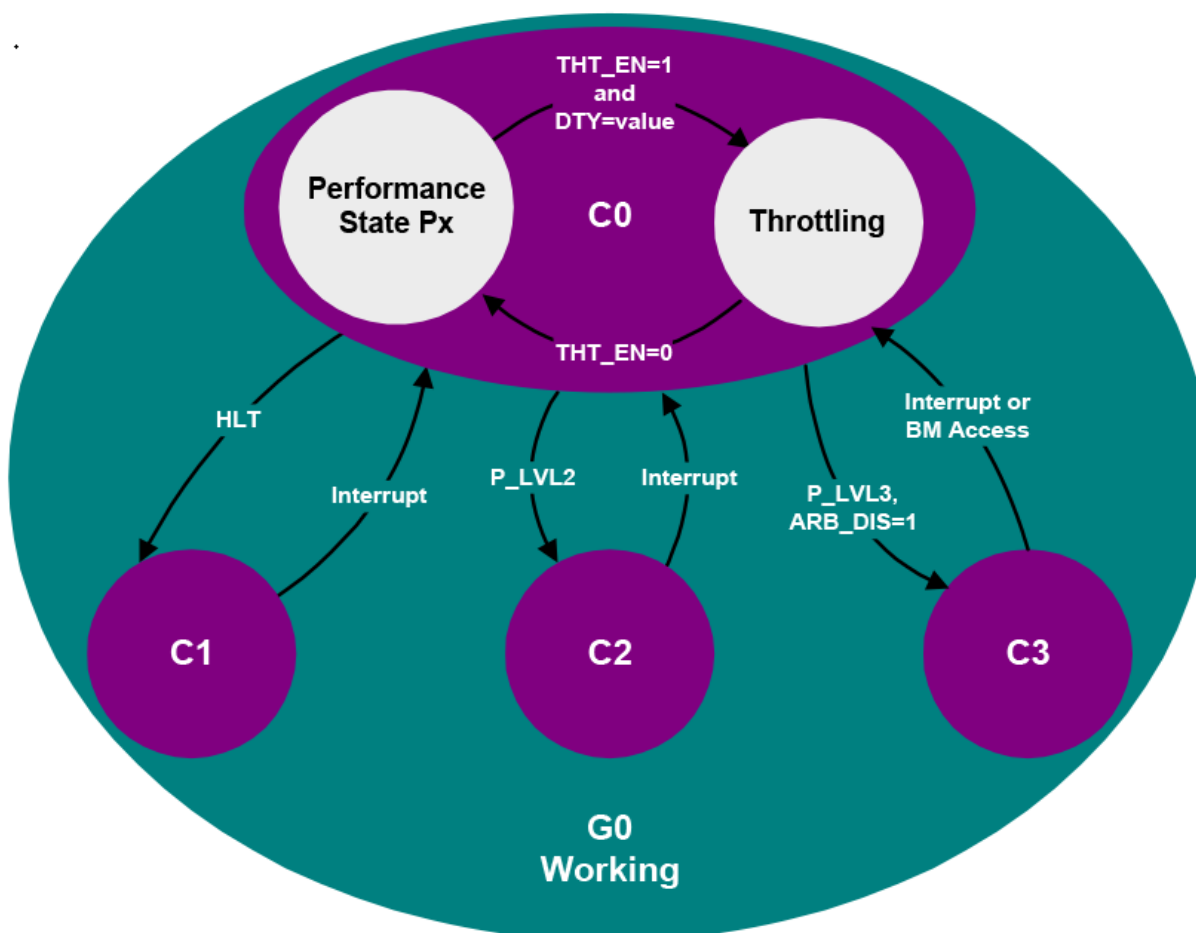 THT_EN=1
and
DTY=value
Performance
State Px
C0
Throttling
THT_EN=0
HLT
Interrupt
P_LVL2
Interrupt
Interrupt or
BM Access
P_LVL3,
ARB_DIS=1
C1
C2
C3
G0
Working